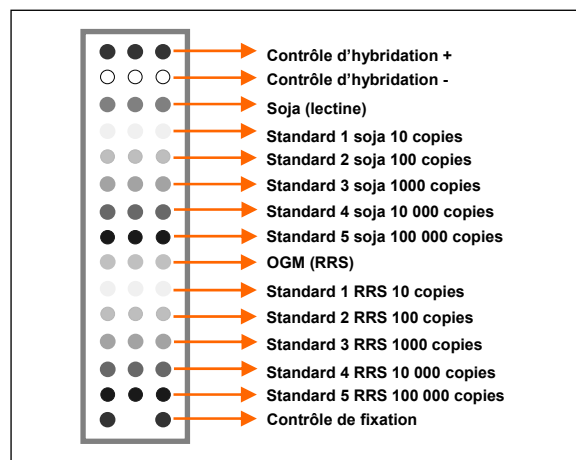 Contrôle d'hybridation +
Contrôle d'hybridation -
Soja (lectine)
Standard 1 soja 10 copies
Standard 2 soja 100 copies
Standard 3 soja 1000 copies
Standard 4 soja 10 000 copies
Standard 5 soja 100 000 copies
OGM (RRS)
Standard 1 RRS 10 copies
Standard 2 RRS 100 copies
Standard 3 RRS 1000 copies
Standard 4 RRS 10 000 copies
Standard 5 RRS 100 000 copies
Contrôle de fixation